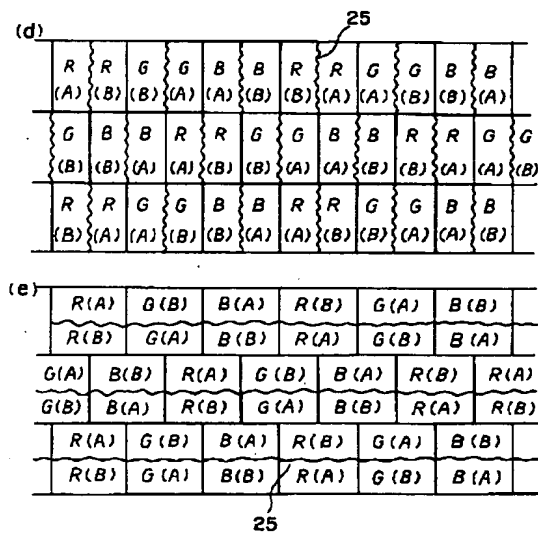 25
(d)
R R G G B B R R G G B B
(A) (B) (B) (A) (A) (B) (B) (A) (A) (B) (B) (A)
G B B R R G G B B R R G G
(B) (B) (A) (A) (B) (B) (A) (A) (B) (B) (A) (A) (B)
R R G G B B R R G G B B
(B) (A) (A) (B) (B) (A) (A) (B) (B) (A) (A) (B)
(e)
R(A) G(B) B(A) R(B) G(A) B(B)
R(B) G(A) B(B) R(A) G(B) B(A)
G(A) B(B) R(A) G(B) B(A) R(B) R(A)
G(B) B(A) R(B) G(A) B(B) R(A) R(B)
R(A) G(B) B(A) R(B) G(A) B(B)
R(B) G(A) B(B) R(A) G(B) B(A)
25